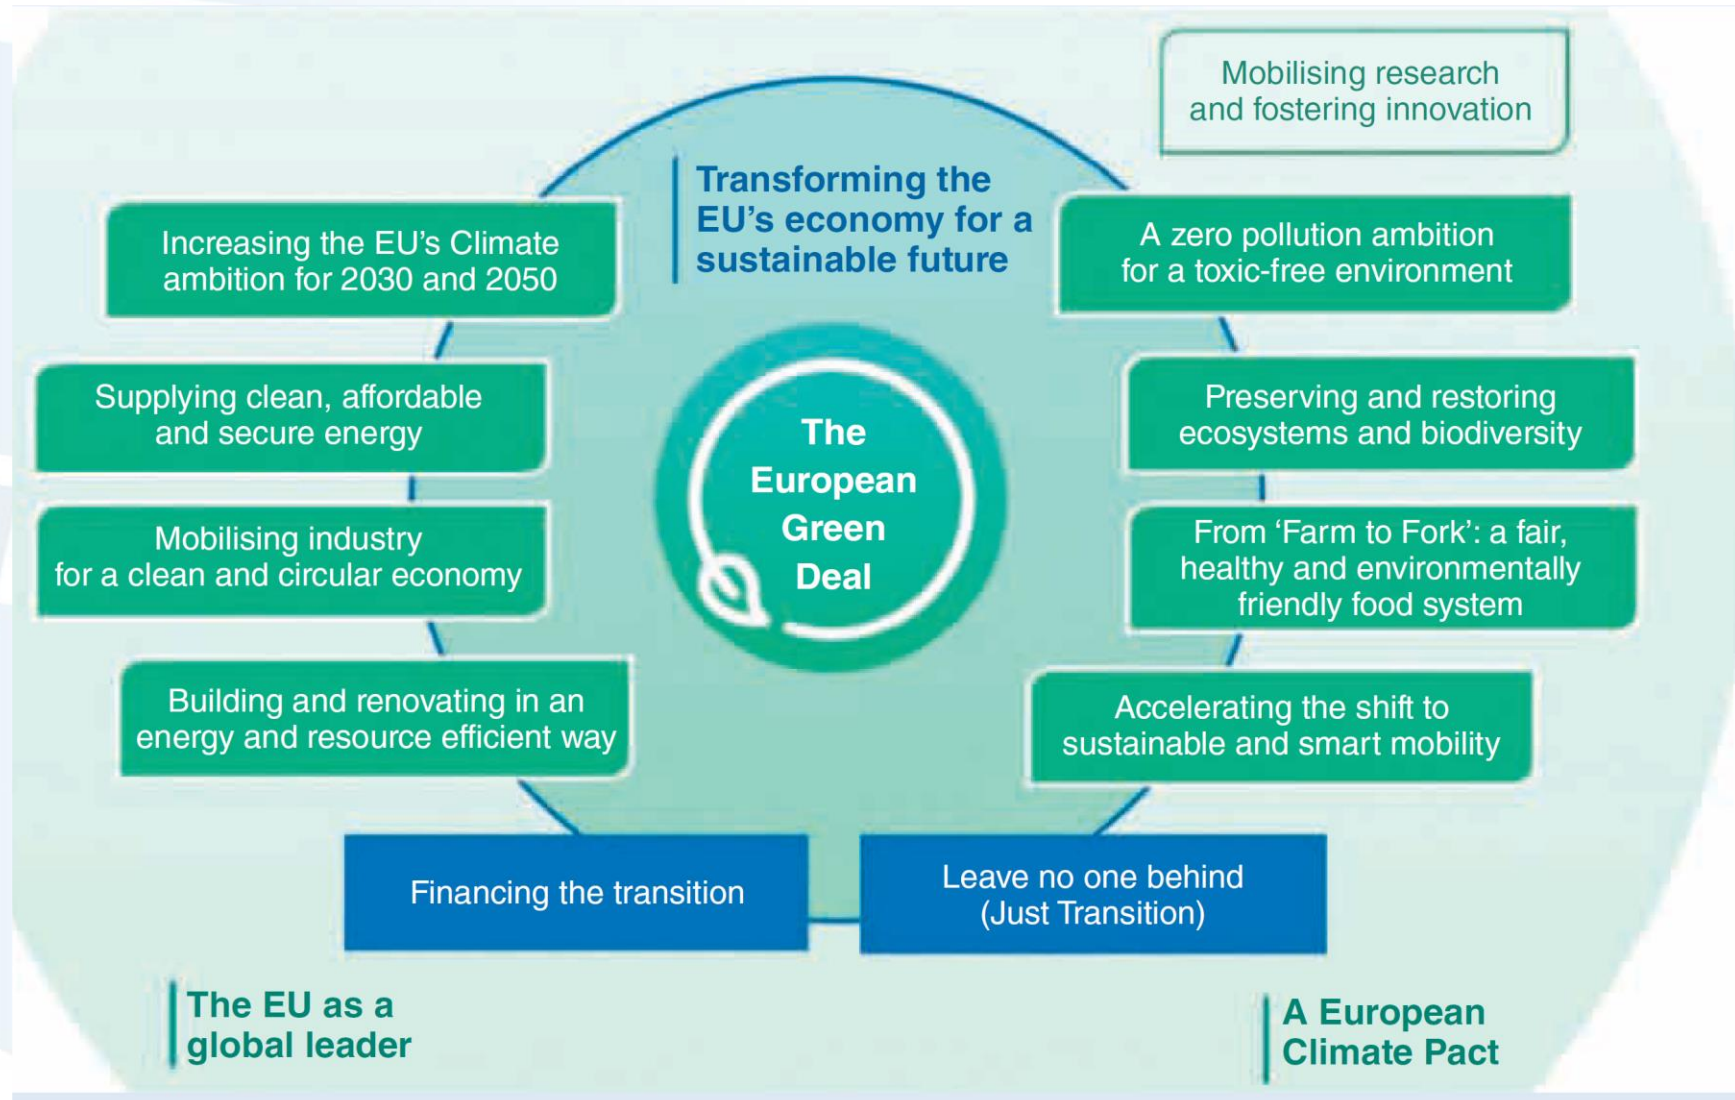 Mobilising research
and fostering innovation
Transforming the
EU’s economy for a
sustainable future
Increasing the EU’s Climate
ambition for 2030 and 2050
A zero pollution ambition
for a toxic-free environment
Supplying clean, affordable
and secure energy
Preserving and restoring
ecosystems and biodiversity
The
European
Green
Deal
Mobilising industry
for a clean and circular economy
From ‘Farm to Fork’: a fair,
healthy and environmentally
friendly food system
Building and renovating in an
energy and resource efficient way
Accelerating the shift to
sustainable and smart mobility
Financing the transition
Leave no one behind
(Just Transition)
The EU as a
global leader
A European
Climate Pact